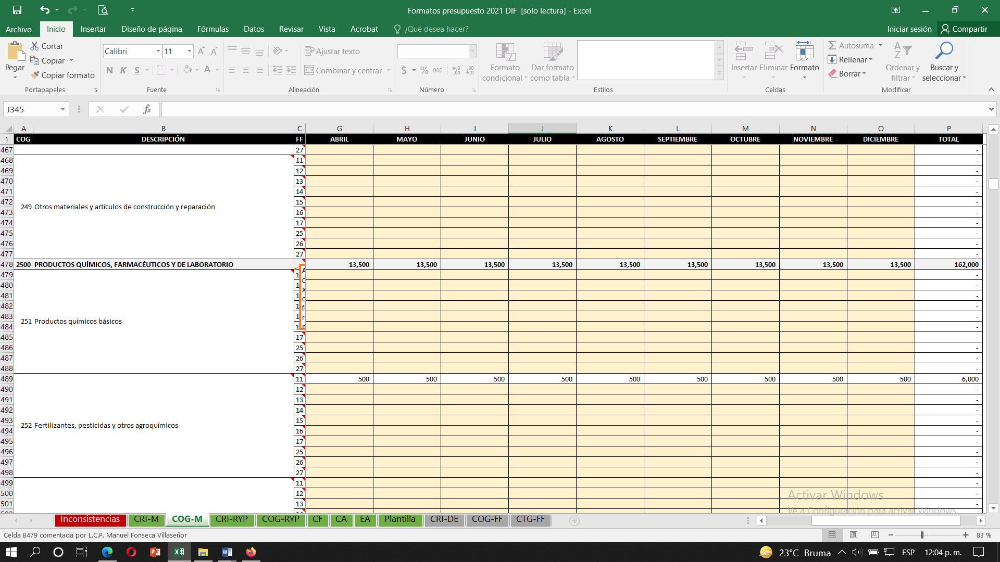 Formatos presupuesto 2021 DIF [solo lectura] - Excel
Archivo Inicio Insertar Diseño de página Fórmulas Datos Revisar Vista Acrobat ¿Qué desea hacer? Iniciar sesión Compartir
Pegar Cortar Copiar Copiar formato
Calibri 11 N K S
Ajustar texto
Combinar y centrar
$ % 000
Formato condicional Dar formato como tabla
Insertar Eliminar Formato
Autosuma
Rellenar
Borrar
Ordenar y filtrar Buscar y seleccionar
Portapapeles Fuente Alineación Número Estilos Celdas Modificar
J345 fx
A B C G H I J K L M N O P
1 COG DESCRIPCIÓN FF ABRIL MAYO JUNIO JULIO AGOSTO SEPTIEMBRE OCTUBRE NOVIEMBRE DICIEMBRE TOTAL
467 27 -
468 11 -
469 12 -
470 13 -
471 14 -
472 15 -
249 Otros materiales y artículos de construcción y reparación
473 16 -
474 17 -
475 25 -
476 26 -
477 27 -
478 2500 PRODUCTOS QUÍMICOS, FARMACÉUTICOS Y DE LABORATORIO 13,500 13,500 13,500 13,500 13,500 13,500 13,500 13,500 13,500 162,000
479 1 -
480 1 -
481 1 -
482 1 -
483 1 -
251 Productos químicos básicos
484 1 -
485 17 -
486 25 -
487 26 -
488 27 -
489 11 500 500 500 500 500 500 500 500 500 6,000
490 12 -
491 13 -
492 14 -
493 15 -
252 Fertilizantes, pesticidas y otros agroquímicos
494 16 -
495 17 -
496 25 -
497 26 -
498 27 -
499 11 -
500 12 -
501 13 -
Activar Windows
Ve a Configuración para activar Windows.
Inconsistencias CRI-M COG-M CRI-RYP COG-RYP CF CA EA Plantilla CRI-DE COG-FF CTG-FF
Celda B479 comentada por L.C.P. Manuel Fonseca Villaseñor 83 %
23°C Bruma ESP 12:04 p. m.